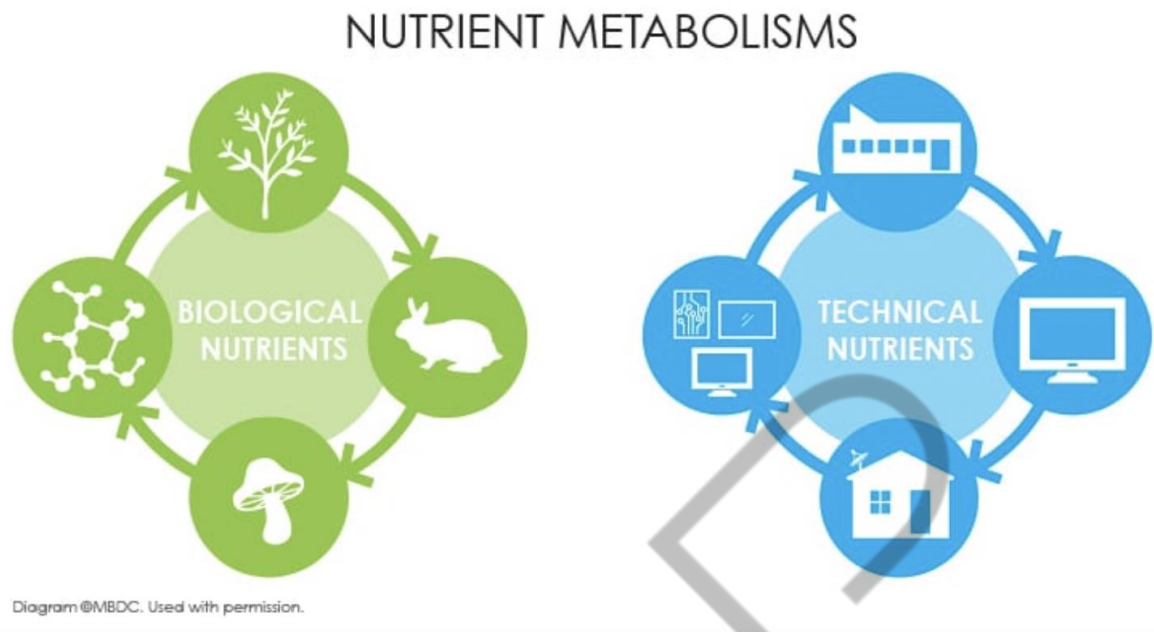 NUTRIENT METABOLISMS
BIOLOGICAL
NUTRIENTS
TECHNICAL
NUTRIENTS
Diagram ©MBDC. Used with permission.